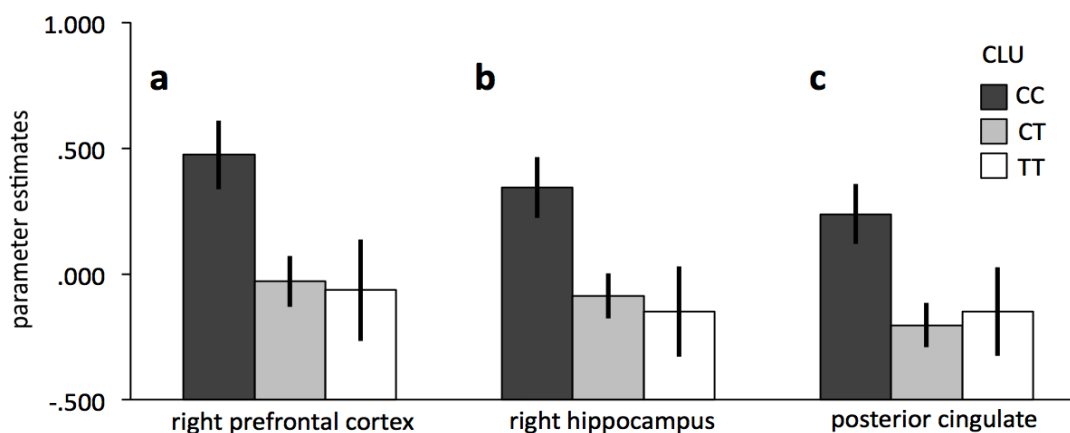 1.000
.500
.000
-.500
parameter estimates
a
b
c
CLU
CC
CT
TT
right prefrontal cortex
right hippocampus
posterior cingulate